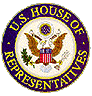 U.S. HOUSE OF
REPRESENTATIVES